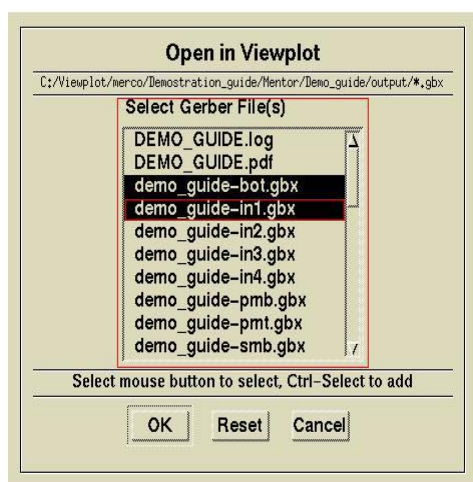 Open in Viewplot
C:/Viewplot/merco/Demostration_guide/Mentor/Demo_guide/output/*.gbx
Select Gerber File(s)
DEMO_GUIDE.log
DEMO_GUIDE.pdf
demo_guide-bot.gbx
demo_guide-in1.gbx
demo_guide-in2.gbx
demo_guide-in3.gbx
demo_guide-in4.gbx
demo_guide-pmb.gbx
demo_guide-pmt.gbx
demo_guide-smb.gbx
Select mouse button to select, Ctrl-Select to add
OK Reset Cancel